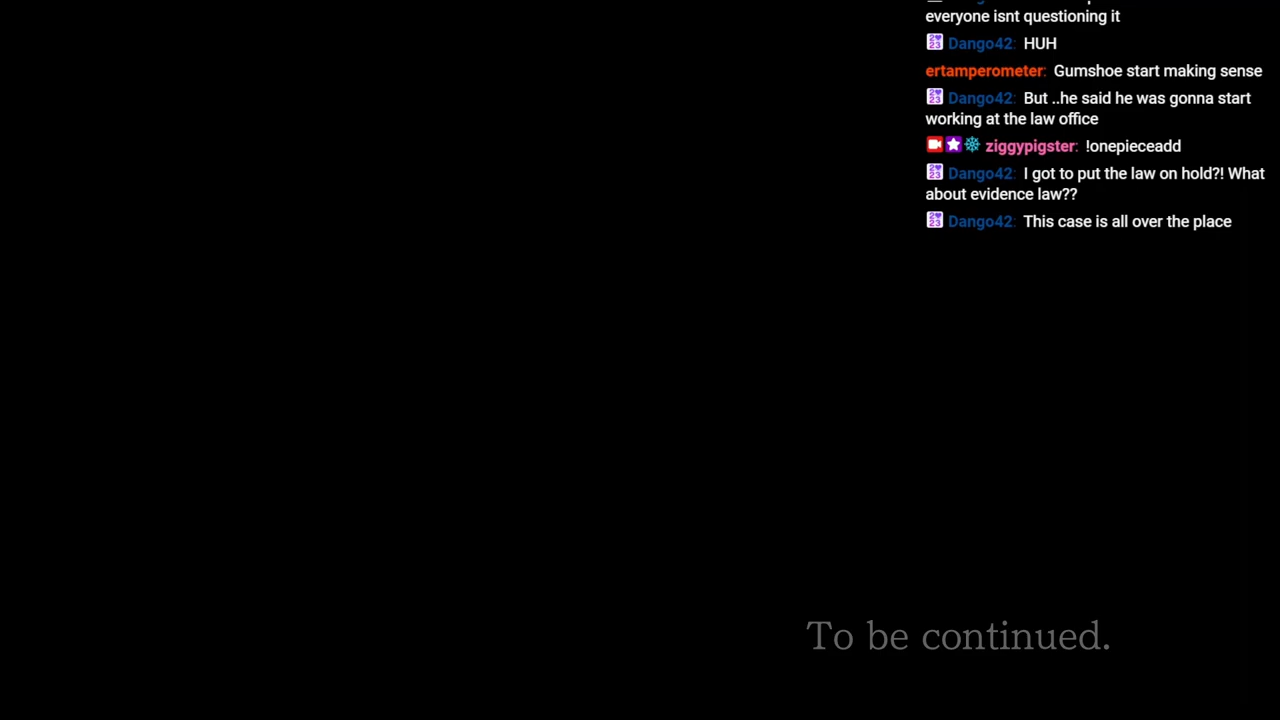 everyone isnt questioning it
Dango42: HUH
ertamperometer: Gumshoe start making sense
Dango42: But ..he said he was gonna start
working at the law office
ziggypigster: !onepieceadd
Dango42: I got to put the law on hold?! What
about evidence law??
Dango42: This case is all over the place
To be continued.